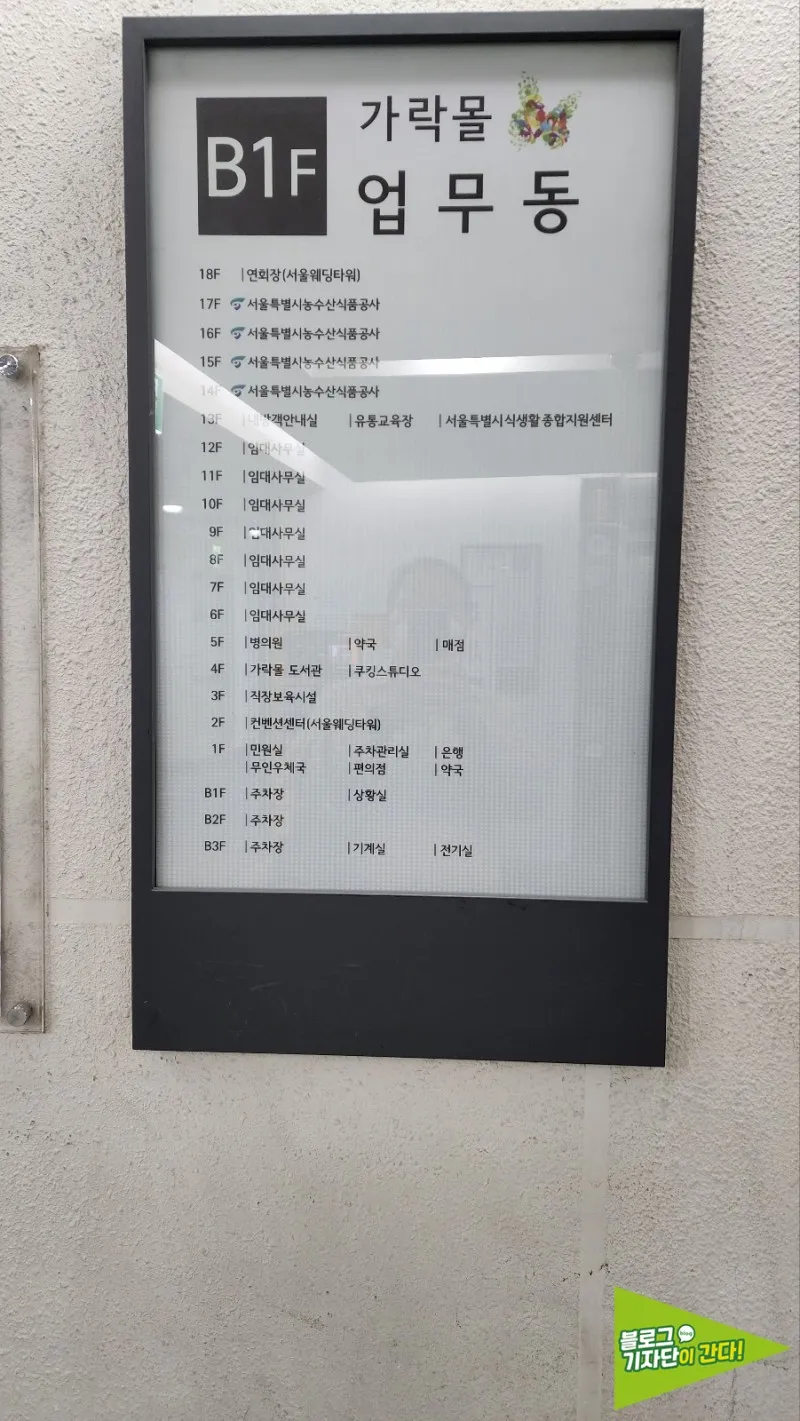 B1F
가락몰
업무동
18F |연회장(서울웨딩타워)
17F 서울특별시농수산식품공사
16F 서울특별시농수산식품공사
15F 서울특별시농수산식품공사
14F 서울특별시농수산식품공사
13F |내방객안내실 |유통교육장 |서울특별시식생활종합지원센터
12F |임대사무실
11F |임대사무실
10F |임대사무실
9F |임대사무실
8F |임대사무실
7F |임대사무실
6F |임대사무실
5F |병의원 |약국 |매점
4F |가락몰 도서관 |쿠킹스튜디오
3F |직장보육시설
2F |컨벤션센터(서울웨딩타워)
1F |민원실 |주차관리실 |은행
|무인우체국 |편의점 |약국
B1F |주차장 |상황실
B2F |주차장
B3F |주차장 |기계실 |전기실
블로그 blog
기자단이 간다!